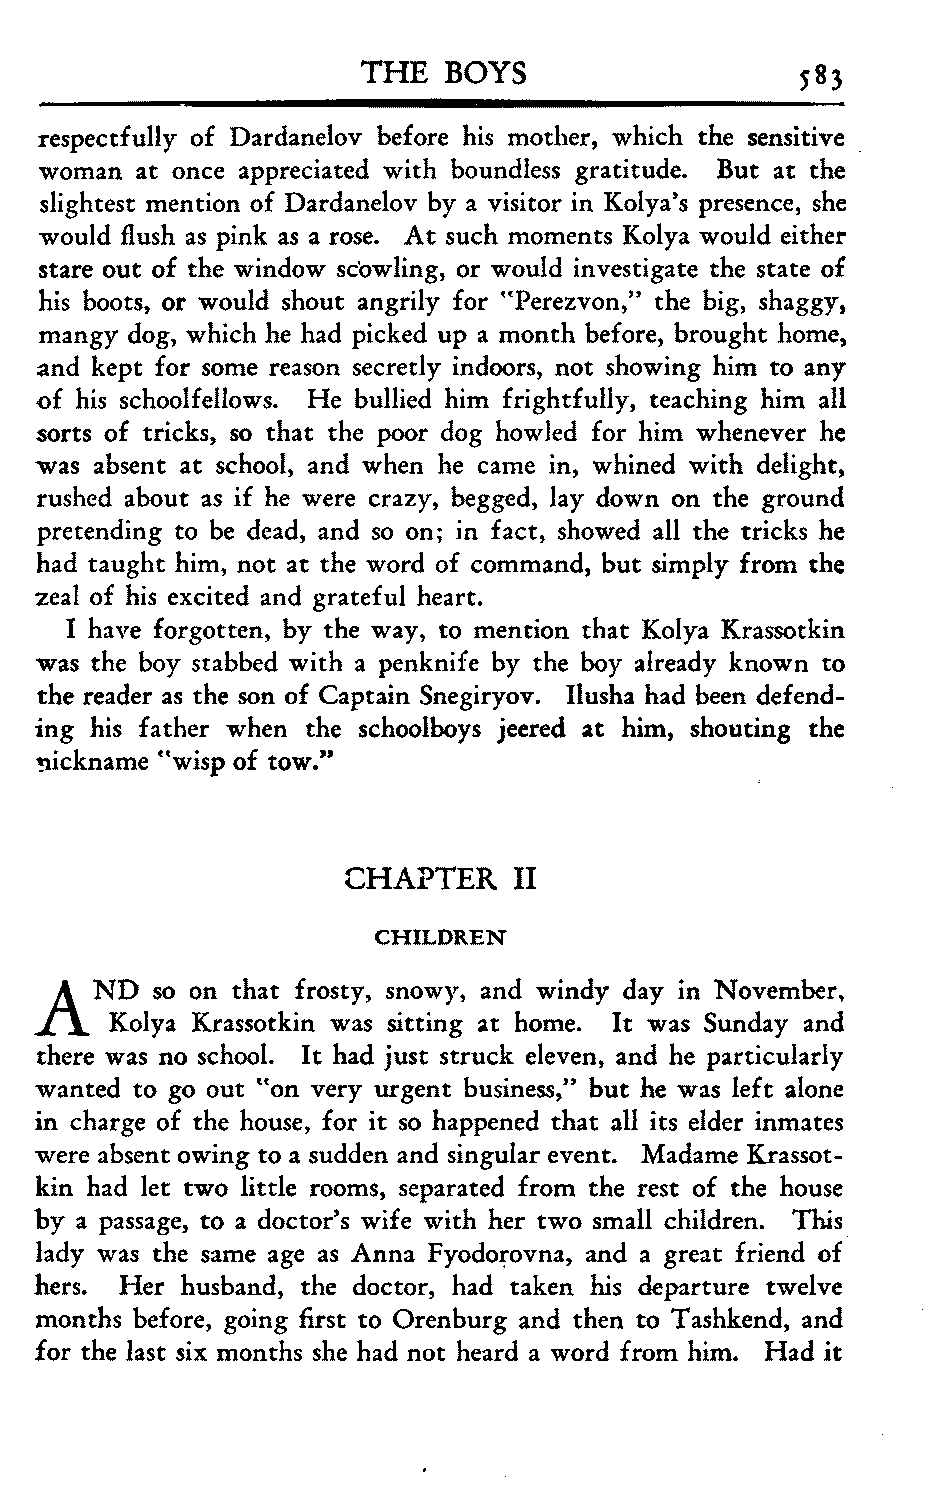 THE BOYS 583
respectfully of Dardanelov before his mother, which the sensitive
woman at once appreciated with boundless gratitude. But at the
slightest mention of Dardanelov by a visitor in Kolya's presence, she
would flush as pink as a rose. At such moments Kolya would either
stare out of the window scowling, or would investigate the state of
his boots, or would shout angrily for "Perezvon," the big, shaggy,
mangy dog, which he had picked up a month before, brought home,
and kept for some reason secretly indoors, not showing him to any
of his schoolfellows. He bullied him frightfully, teaching him all
sorts of tricks, so that the poor dog howled for him whenever he
was absent at school, and when he came in, whined with delight,
rushed about as if he were crazy, begged, lay down on the ground
pretending to be dead, and so on; in fact, showed all the tricks he
had taught him, not at the word of command, but simply from the
zeal of his excited and grateful heart.
I have forgotten, by the way, to mention that Kolya Krassotkin
was the boy stabbed with a penknife by the boy already known to
the reader as the son of Captain Snegiryov. Ilusha had been defend-
ing his father when the schoolboys jeered at him, shouting the
nickname "wisp of tow."
CHAPTER II
CHILDREN
AND so on that frosty, snowy, and windy day in November,
Kolya Krassotkin was sitting at home. It was Sunday and
there was no school. It had just struck eleven, and he particularly
wanted to go out "on very urgent business," but he was left alone
in charge of the house, for it so happened that all its elder inmates
were absent owing to a sudden and singular event. Madame Krassot-
kin had let two little rooms, separated from the rest of the house
by a passage, to a doctor's wife with her two small children. This
lady was the same age as Anna Fyodorovna, and a great friend of
hers. Her husband, the doctor, had taken his departure twelve
months before, going first to Orenburg and then to Tashkend, and
for the last six months she had not heard a word from him. Had it